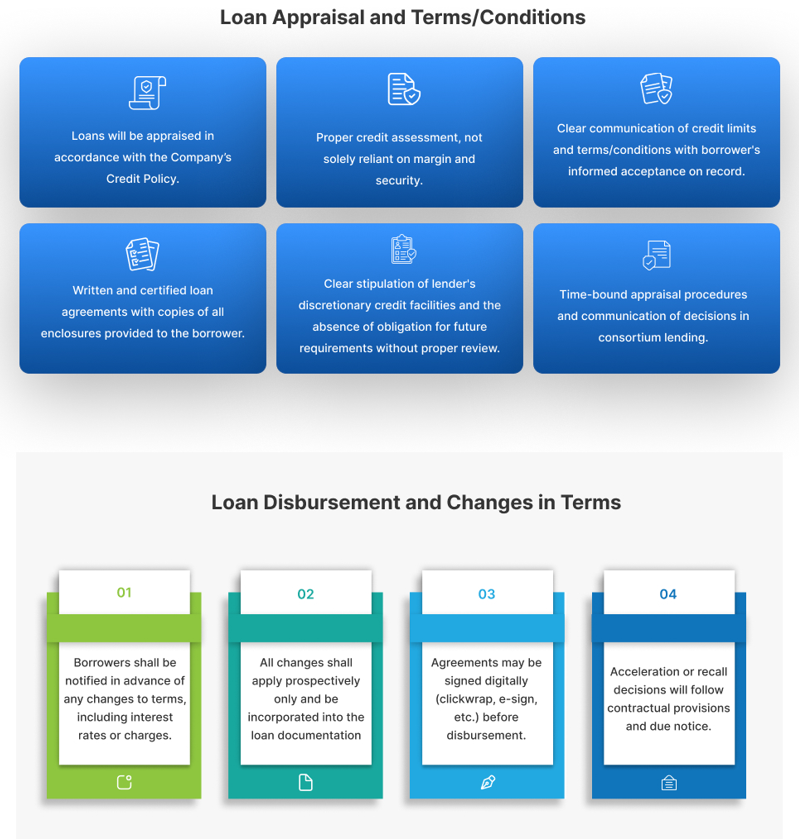 Loan Appraisal and Terms/Conditions
Loans will be appraised in
accordance with the Company's
Credit Policy.
Proper credit assessment, not
solely reliant on margin and
security.
Clear communication of credit limits
and terms/conditions with borrower's
informed acceptance on record.
Written and certified loan
agreements with copies of all
enclosures provided to the borrower.
Clear stipulation of lender's
discretionary credit facilities and the
absence of obligation for future
requirements without proper review.
Time-bound appraisal procedures
and communication of decisions in
consortium lending.
Loan Disbursement and Changes in Terms
01
Borrowers shall be
notified in advance of
any changes to terms,
including interest
rates or charges.
02
All changes shall
apply prospectively
only and be
incorporated into the
loan documentation
03
Agreements may be
signed digitally
(clickwrap, e-sign,
etc.) before
disbursement.
04
Acceleration or recall
decisions will follow
contractual provisions
and due notice.